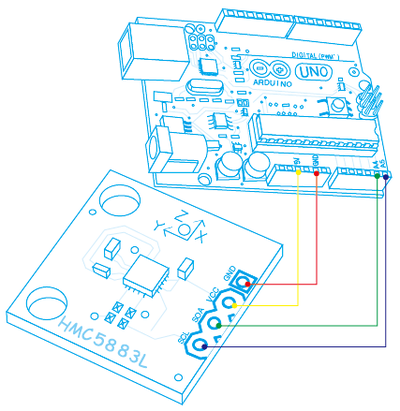 DIGITAL(PWM~)
UNO
ARDUINO
5V
GND
A4
A5
Z
Y
X
GND
VCC
SDA
SCL
HMC5883L